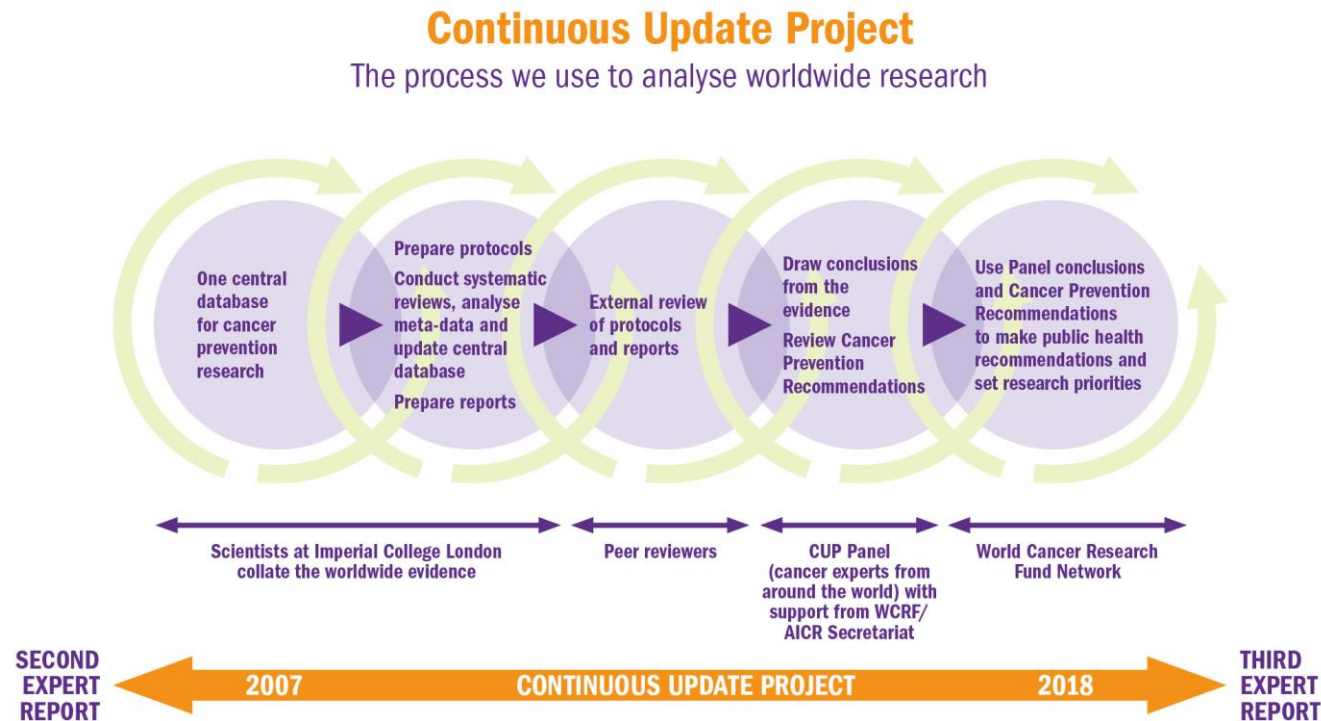 Continuous Update Project
The process we use to analyse worldwide research
One central
database
for cancer
prevention
research
Prepare protocols
Conduct systematic
reviews, analyse
meta-data and
update central
database
Prepare reports
External review
of protocols
and reports
Draw conclusions
from the
evidence
Review Cancer
Prevention
Recommendations
Use Panel conclusions
and Cancer Prevention
Recommendations
to make public health
recommendations and
set research priorities
Scientists at Imperial College London
collate the worldwide evidence
Peer reviewers
CUP Panel
(cancer experts from
around the world) with
support from WCRF/
AICR Secretariat
World Cancer Research
Fund Network
SECOND
EXPERT
REPORT
2007
CONTINUOUS UPDATE PROJECT
2018
THIRD
EXPERT
REPORT